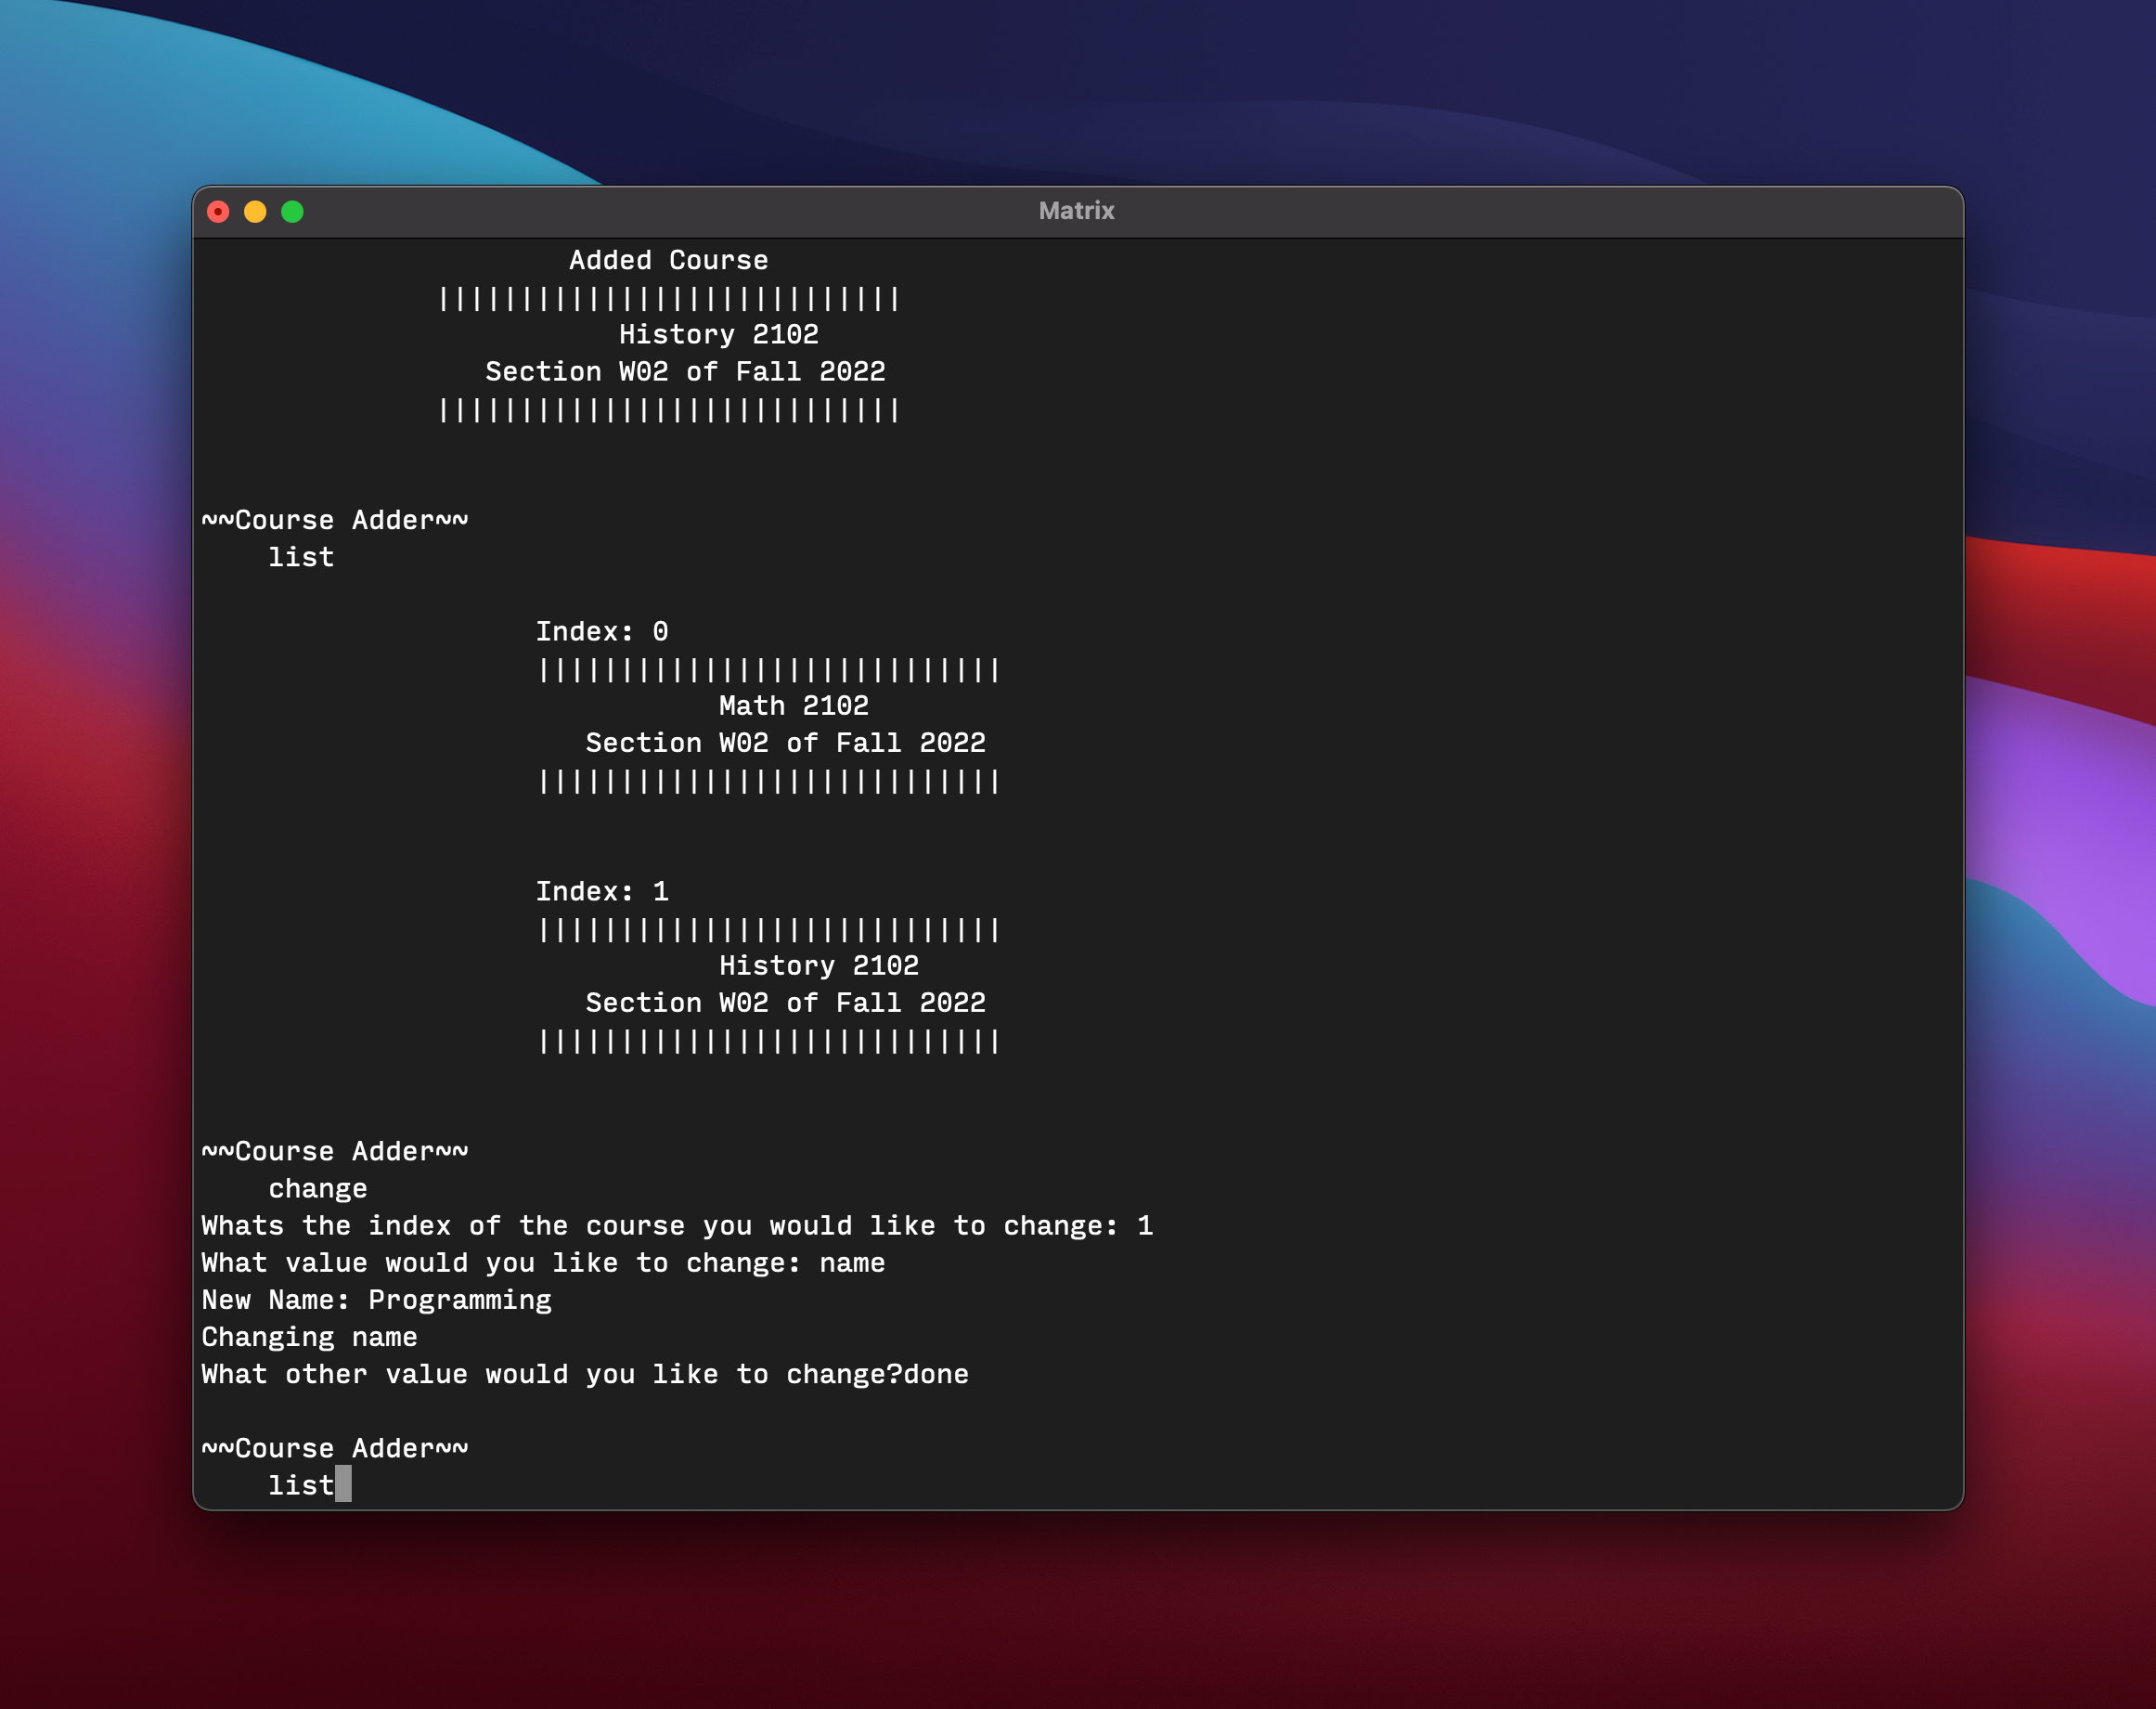 Matrix
Added Course
||||||||||||||||||||||||||||
History 2102
Section W02 of Fall 2022
||||||||||||||||||||||||||||
~~Course Adder~~
list
Index: 0
||||||||||||||||||||||||||||
Math 2102
Section W02 of Fall 2022
||||||||||||||||||||||||||||
Index: 1
||||||||||||||||||||||||||||
History 2102
Section W02 of Fall 2022
||||||||||||||||||||||||||||
~~Course Adder~~
change
Whats the index of the course you would like to change: 1
What value would you like to change: name
New Name: Programming
Changing name
What other value would you like to change?done
~~Course Adder~~
list